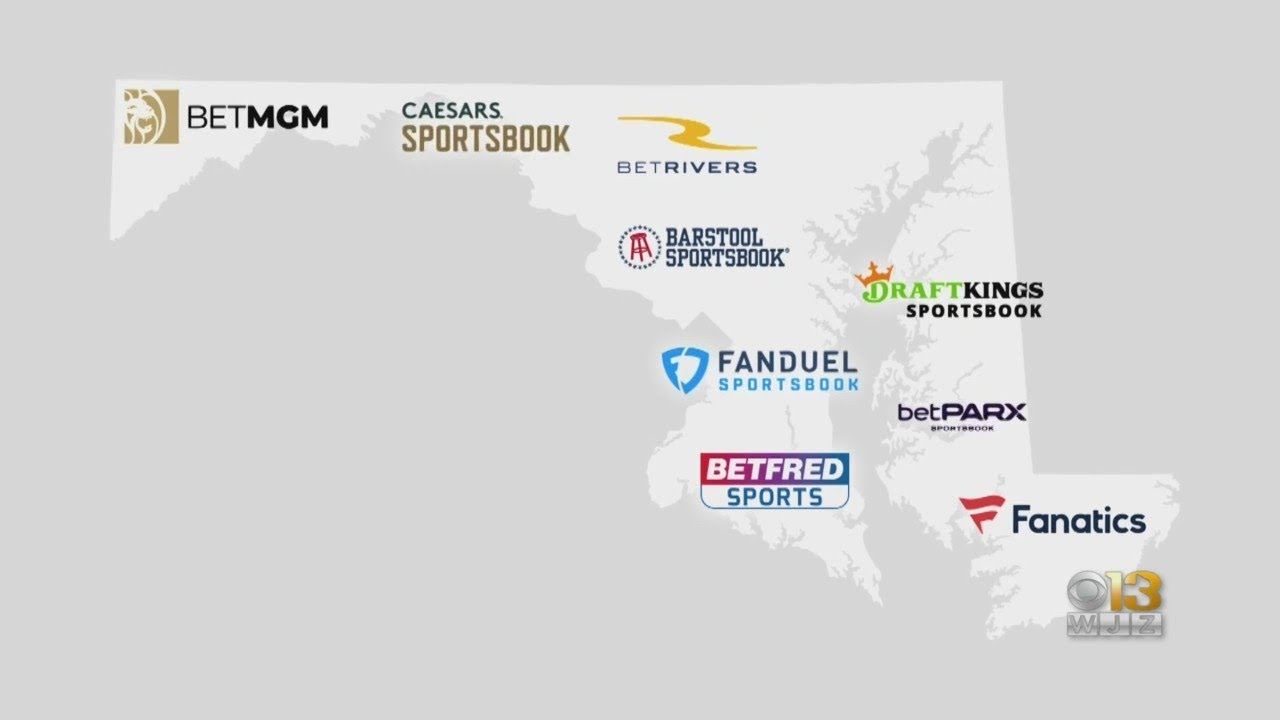 BETMGM
CAESARS
SPORTSBOOK
BETRIVERS
BARSTOOL
SPORTSBOOK®
DRAFTKINGS
SPORTSBOOK
FANDUEL
SPORTSBOOK
betPARX
SPORTSBOOK
BETFRED
SPORTS
Fanatics
13
WJZ